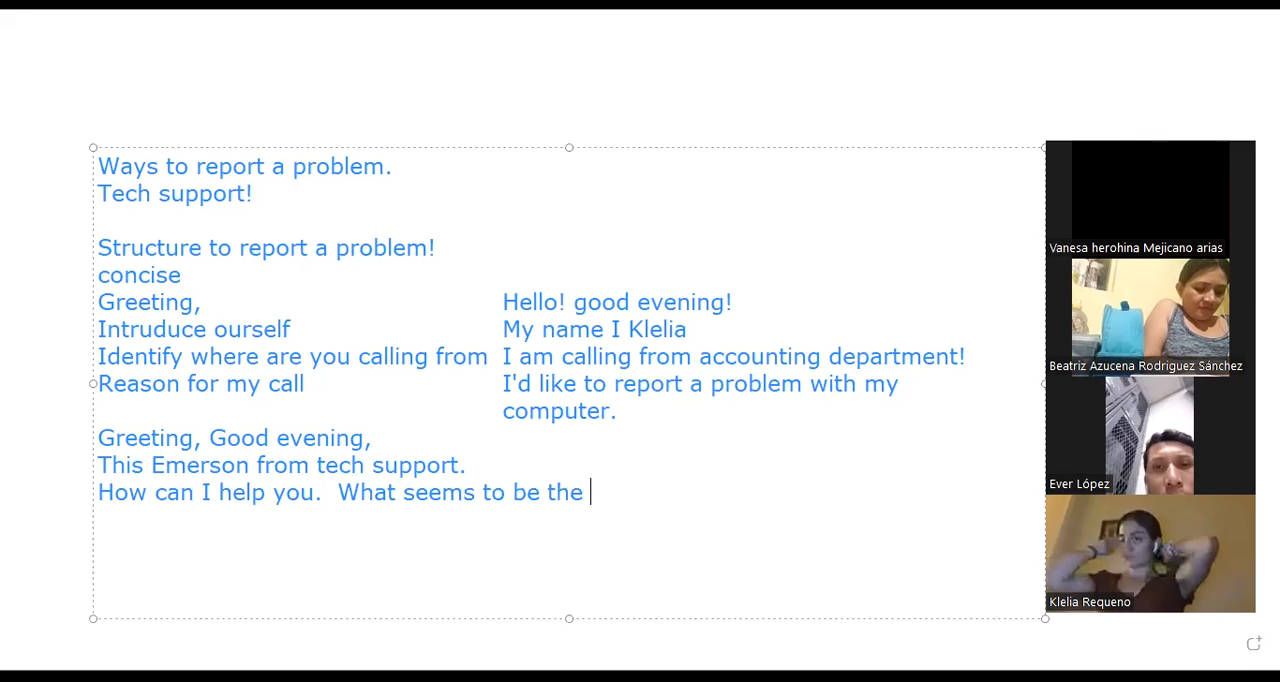 Ways to report a problem.
Tech support!
Structure to report a problem!
concise
Greeting,
Intruduce ourself
Identify where are you calling from
Reason for my call
Hello! good evening!
My name I Klelia
I am calling from accounting department!
I'd like to report a problem with my
computer.
Greeting, Good evening,
This Emerson from tech support.
How can I help you.  What seems to be the
Vanesa herohina Mejicano arias
Beatriz Azucena Rodriguez Sánchez
Ever López
Klelia Requeno